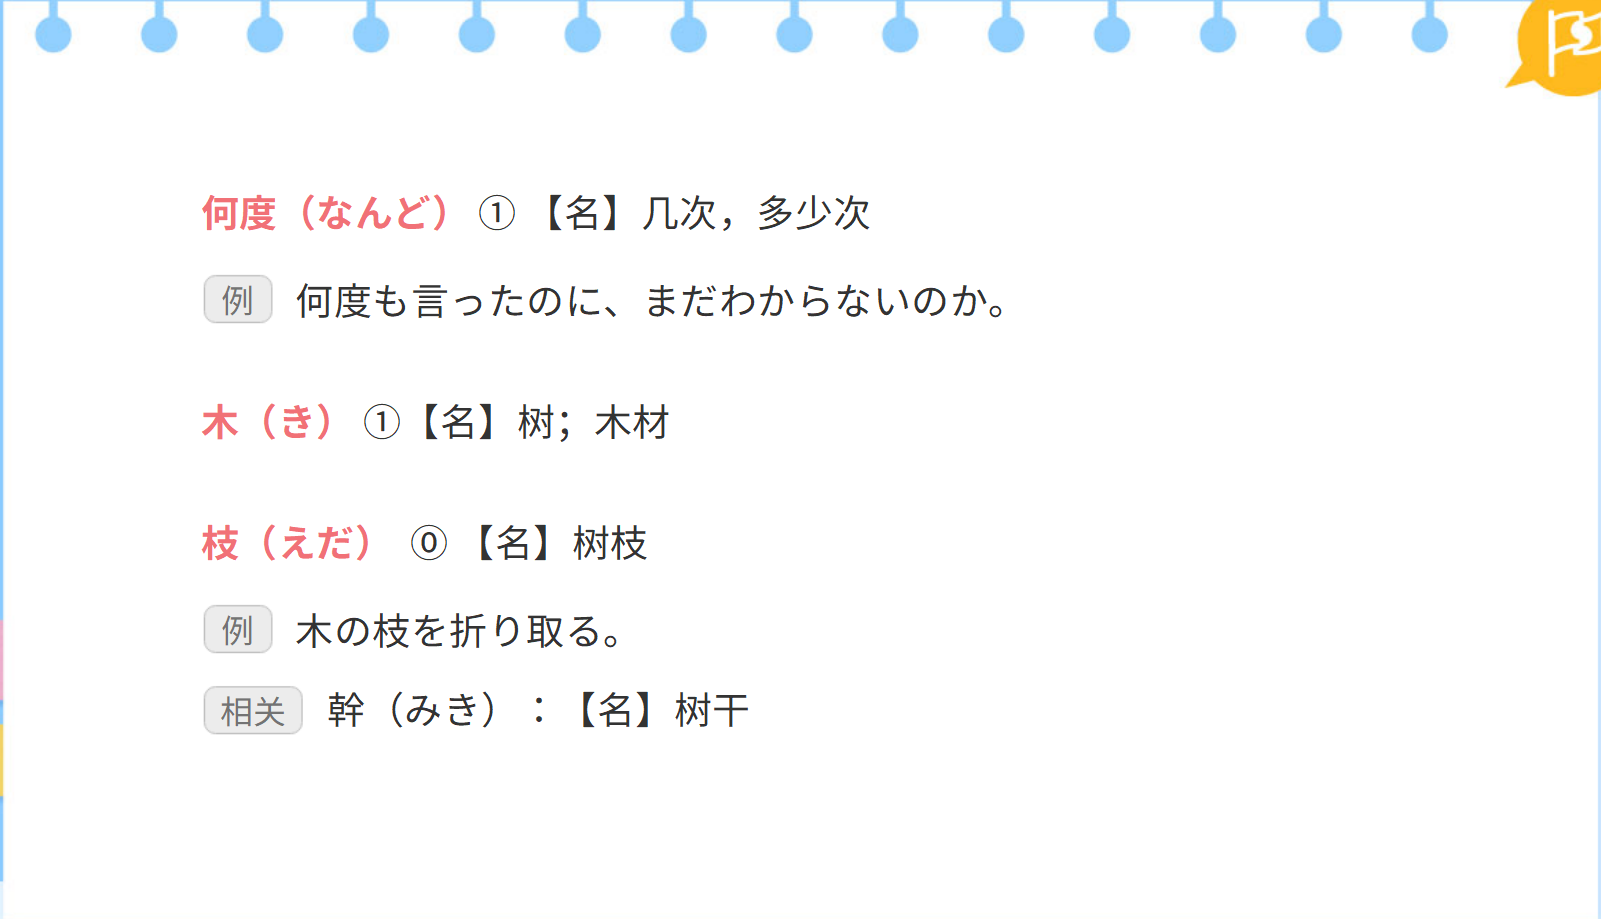 何度（なんど） ① 【名】几次，多少次
例 何度も言ったのに、まだわからないのか。
木（き） ①【名】树；木材
枝（えだ） ⓪ 【名】树枝
例 木の枝を折り取る。
相关 幹（みき）：【名】树干